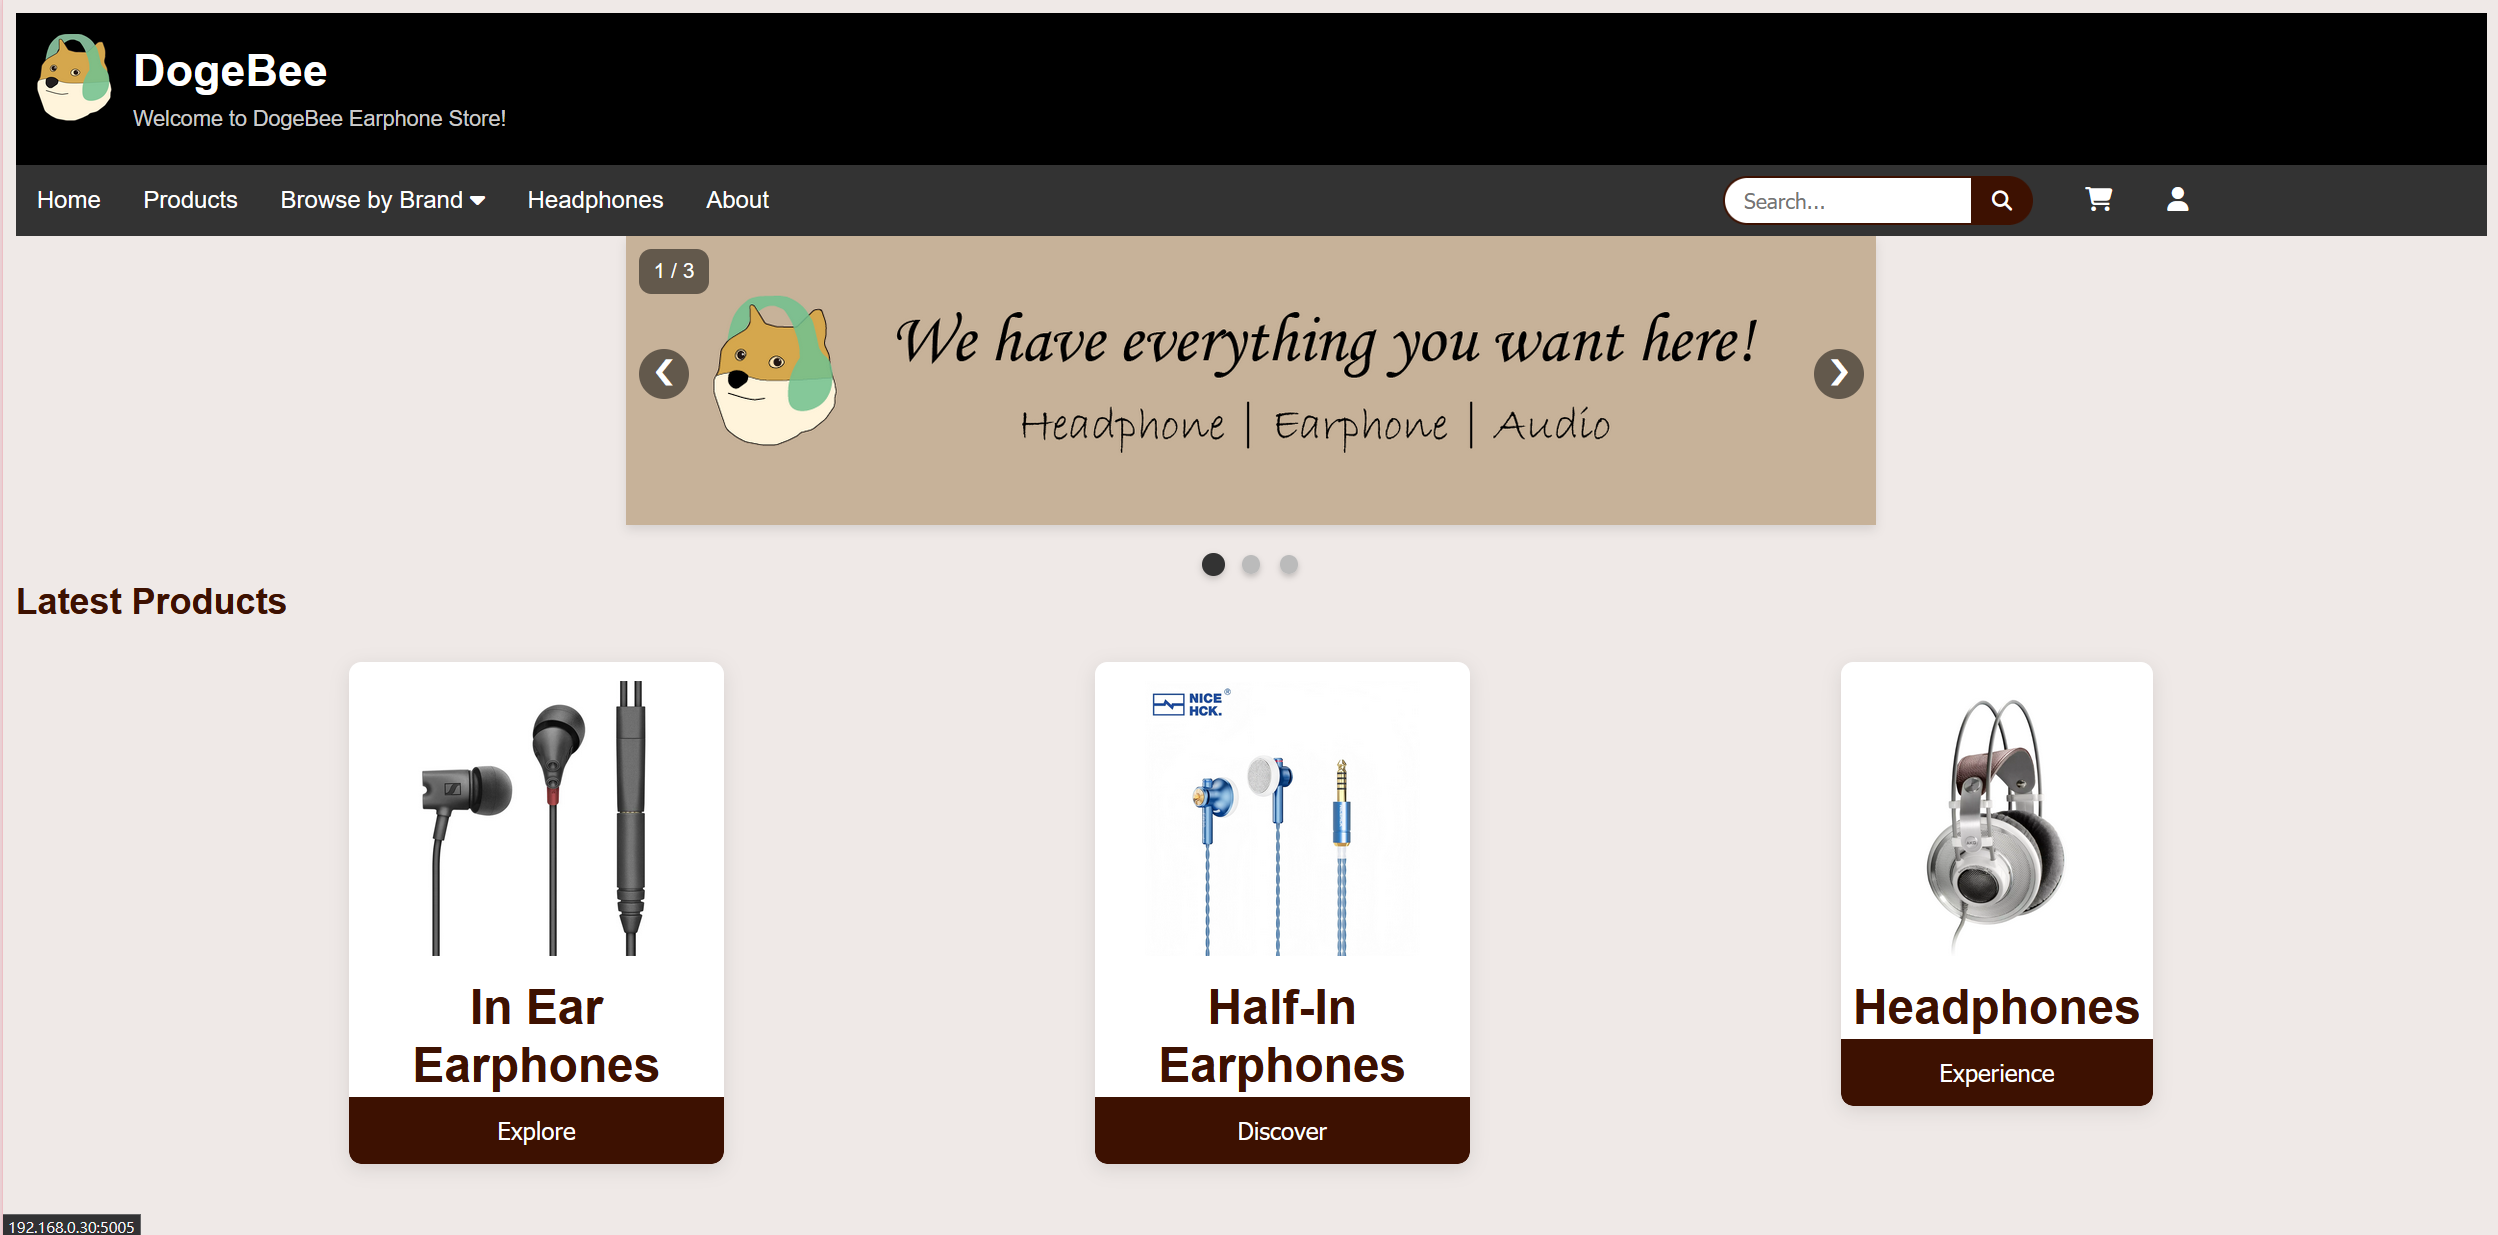 DogeBee
Welcome to DogeBee Earphone Store!
Home Products Browse by Brand Headphones About Search...
1 / 3
We have everything you want here!
Headphone | Earphone | Audio
Latest Products
NICE
HCK.®
In Ear
Earphones
Explore
Half-In
Earphones
Discover
Headphones
Experience
192.168.0.30:5005